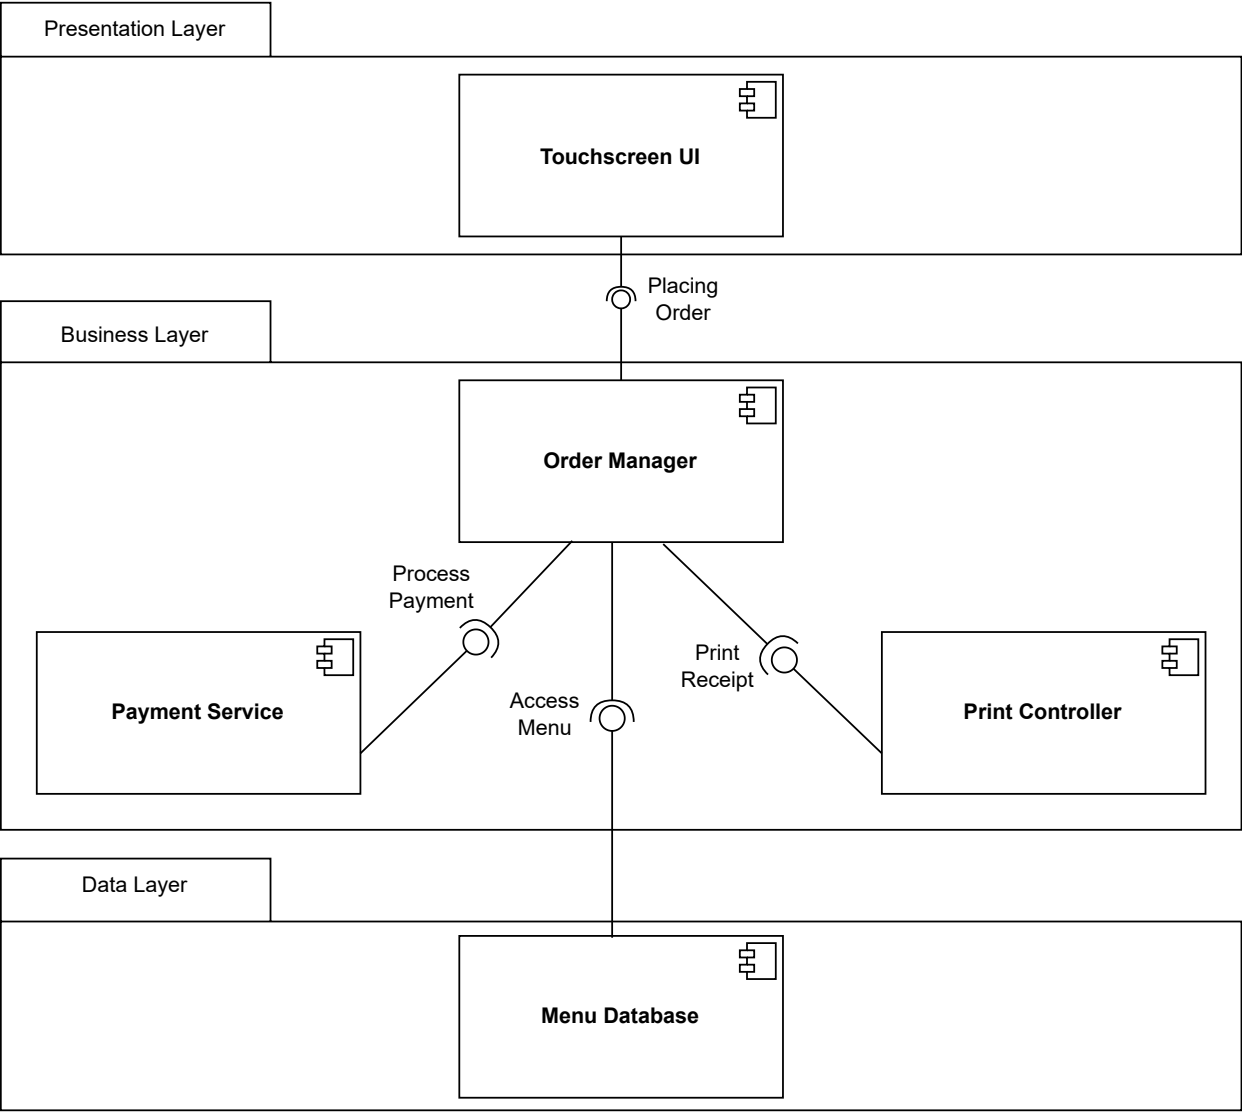 Presentation Layer
Touchscreen UI
Placing
Order
Business Layer
Order Manager
Process
Payment
Print
Receipt
Access
Menu
Payment Service
Print Controller
Data Layer
Menu Database